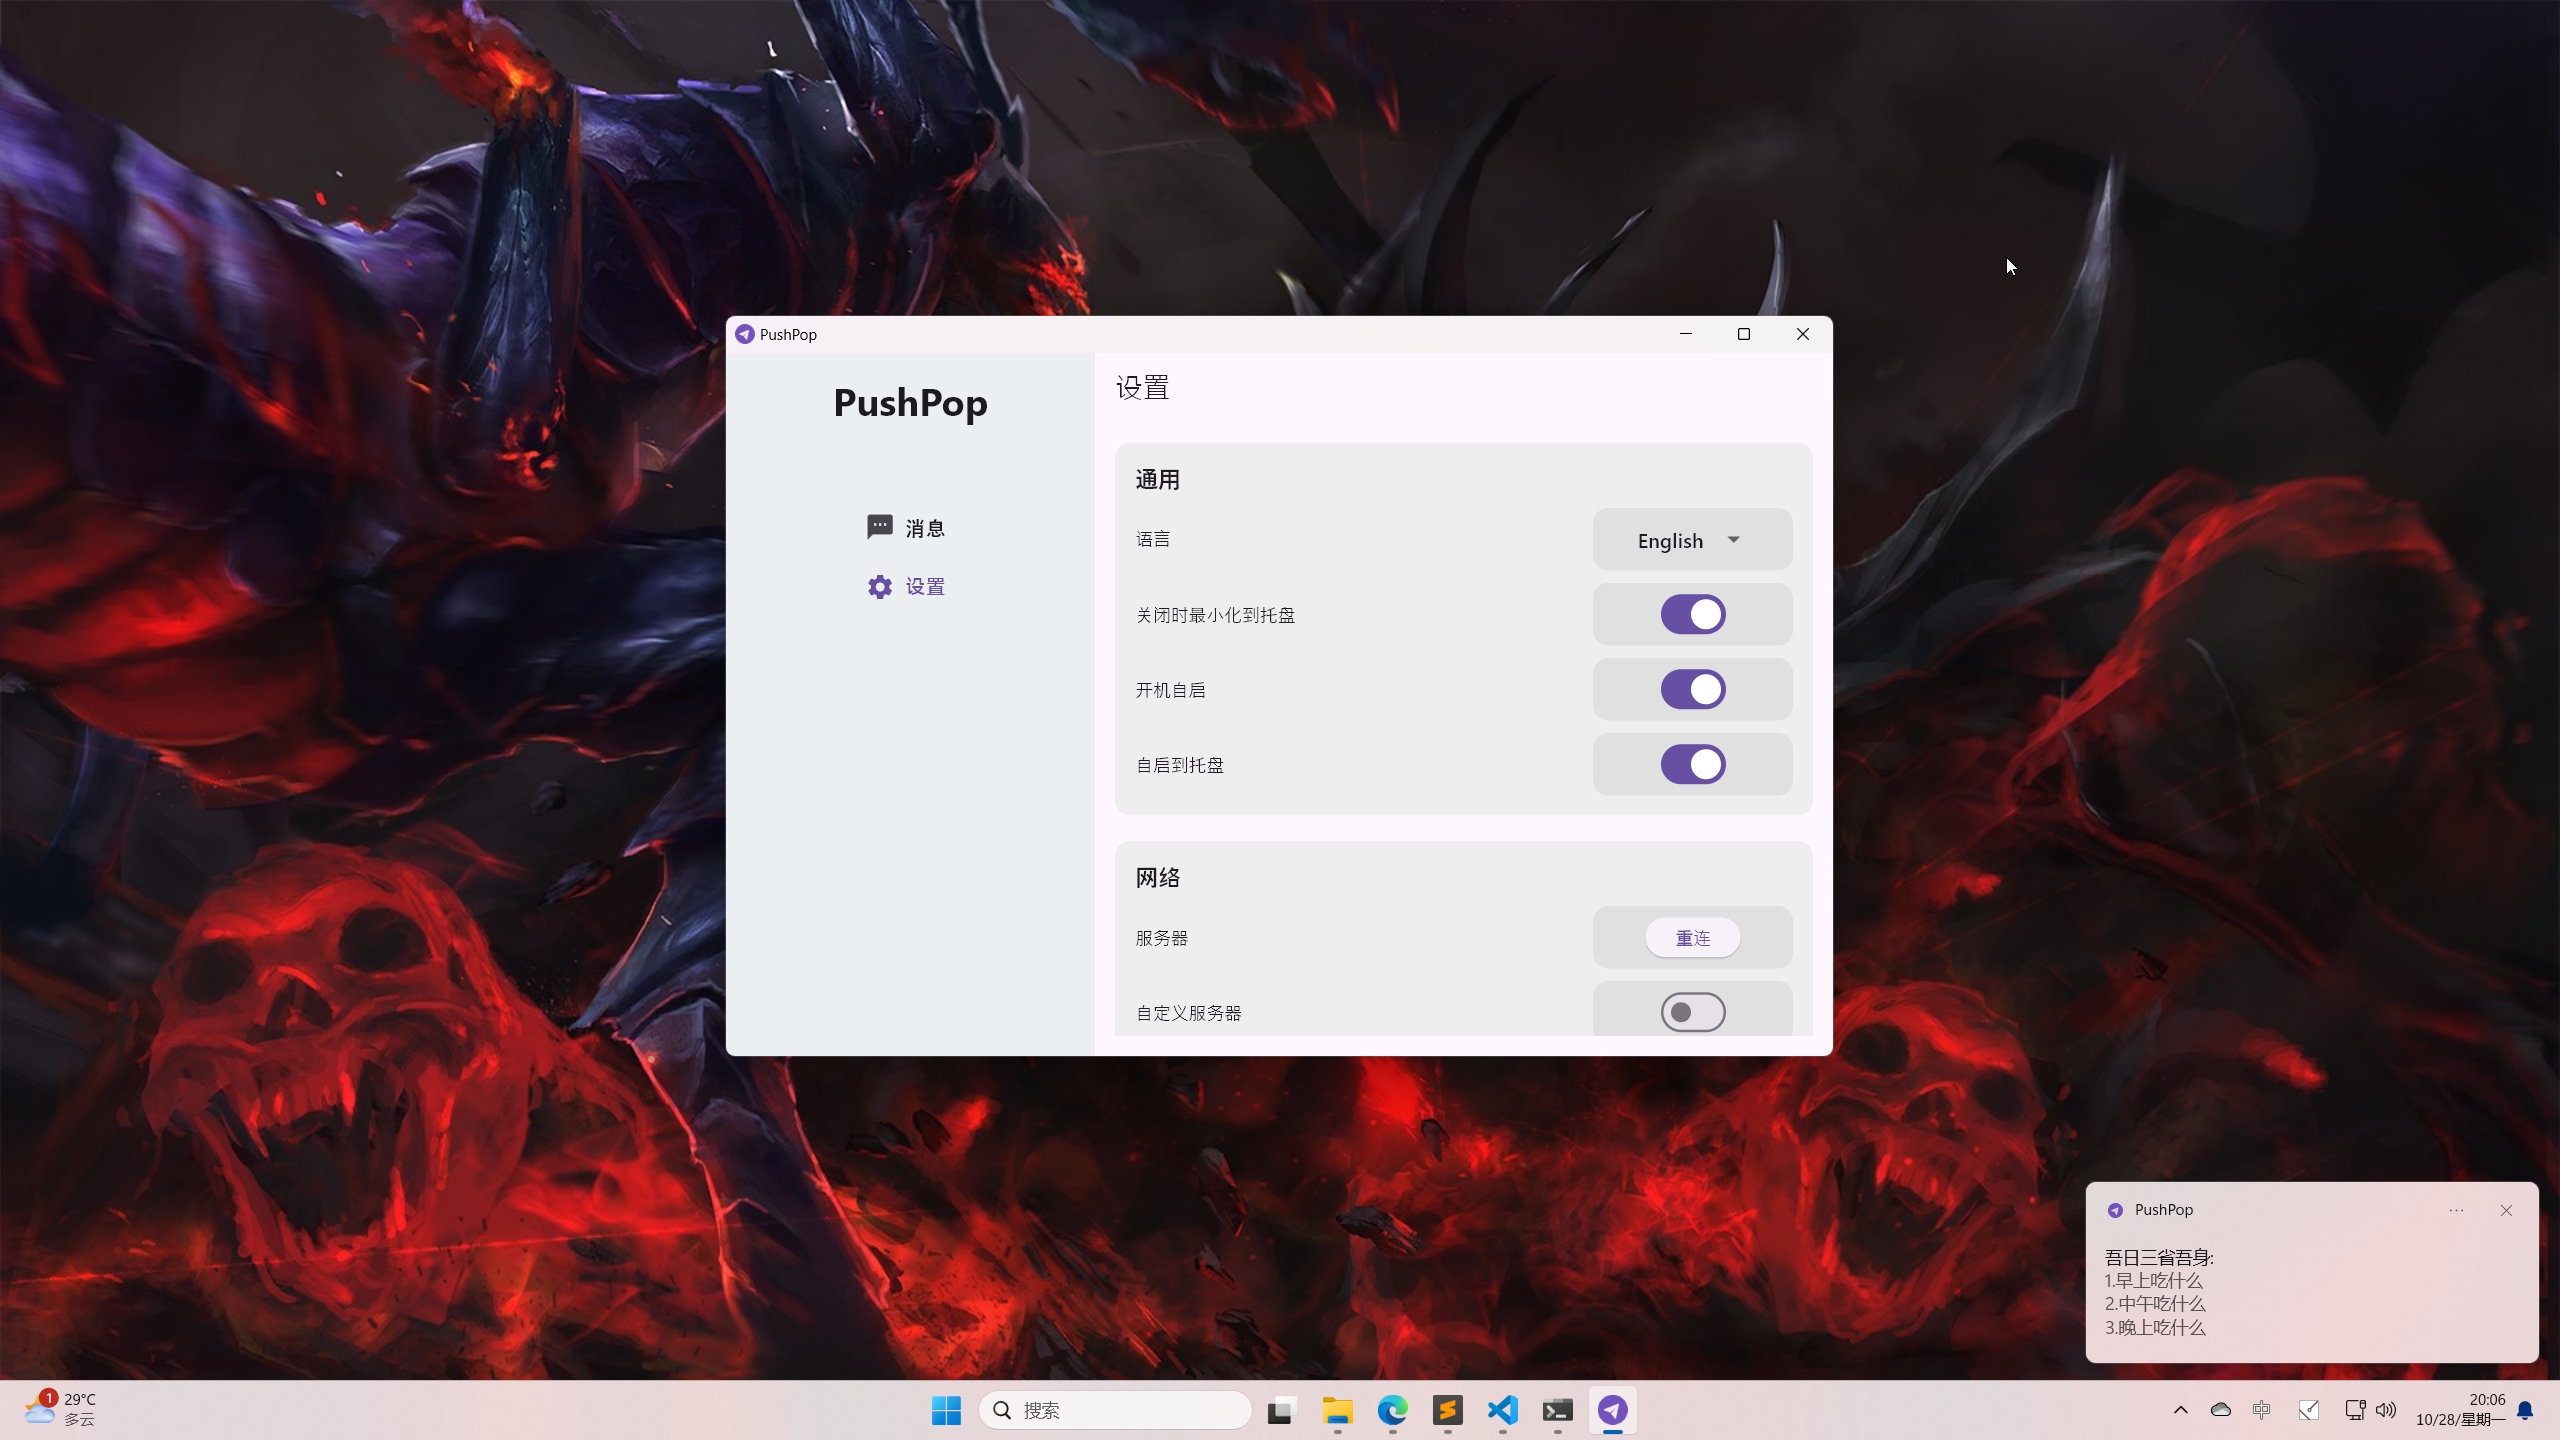 PushPop
PushPop
消息
设置
设置
通用
语言
English
关闭时最小化到托盘
开机自启
自启到托盘
网络
服务器
重连
自定义服务器
PushPop
吾日三省吾身:
1.早上吃什么
2.中午吃什么
3.晚上吃什么
1
29°C
多云
搜索
中
20:06
10/28/星期一